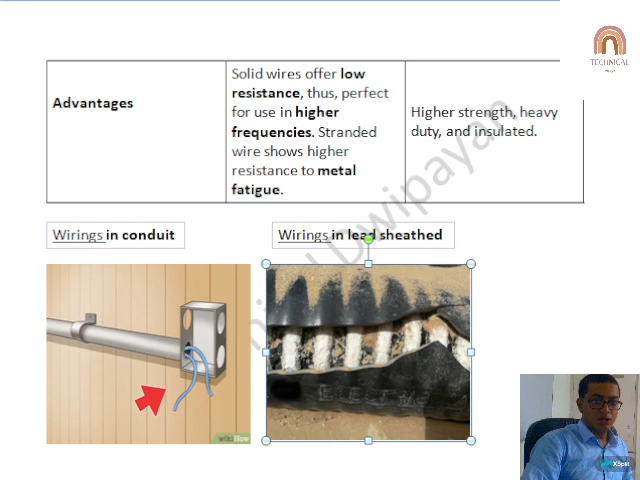 TECHNICAL
Advantages
Solid wires offer low
resistance, thus, perfect
for use in higher
frequencies. Stranded
wire shows higher
resistance to metal
fatigue.
Higher strength, heavy
duty, and insulated.
Wirings in conduit
Wirings in lead sheathed
Dwipayan
wikiHow
XSplit